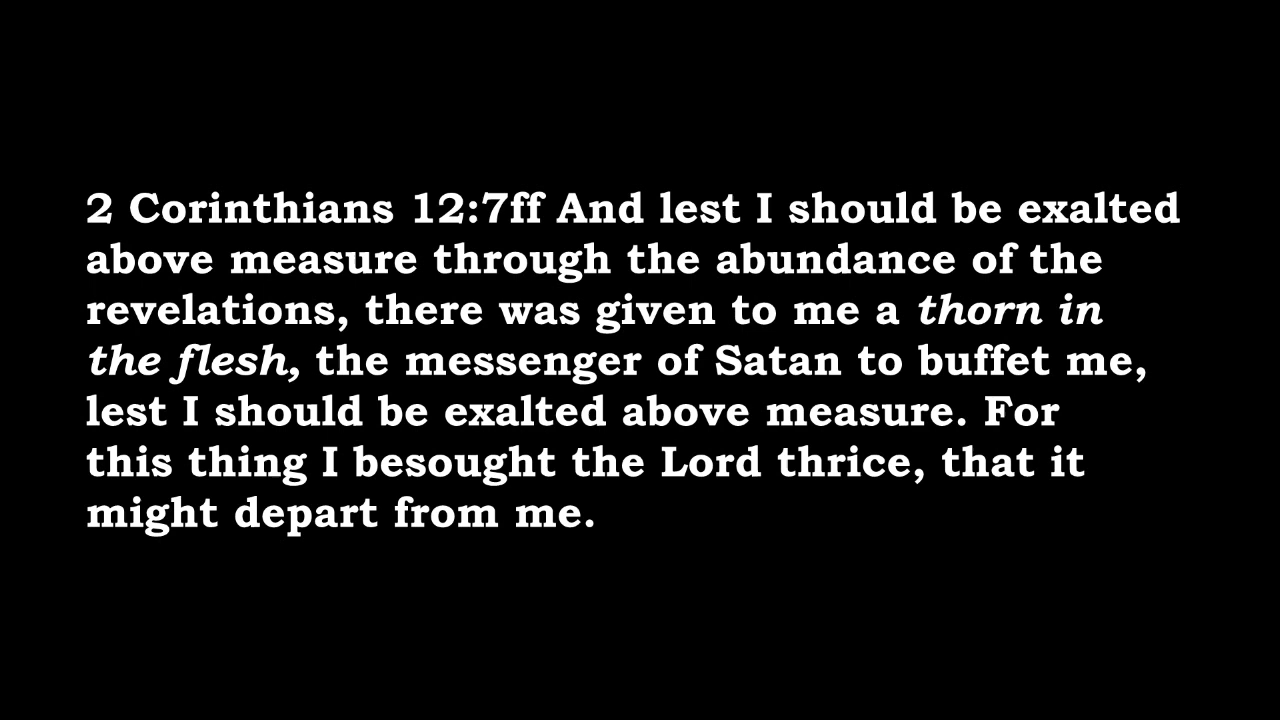 2 Corinthians 12:7ff And lest I should be exalted
above measure through the abundance of the
revelations, there was given to me a thorn in
the flesh, the messenger of Satan to buffet me,
lest I should be exalted above measure. For
this thing I besought the Lord thrice, that it
might depart from me.